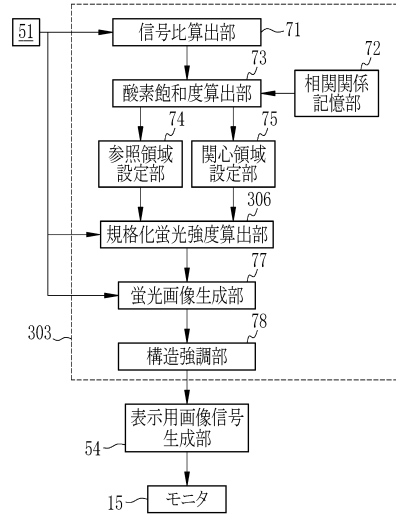 51
信号比算出部
71
72
73
酸素飽和度算出部
相関関係
記憶部
74
75
参照領域
設定部
関心領域
設定部
306
規格化蛍光強度算出部
77
蛍光画像生成部
78
303
構造強調部
表示用画像信号
生成部
54
15
モニタ